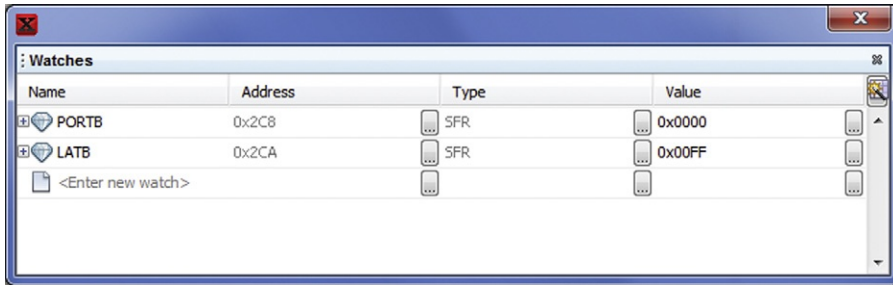 Watches
Name Address Type Value
PORTB 0x2C8 ... SFR ... 0x0000 ...
LATB 0x2CA ... SFR ... 0x00FF ...
<Enter new watch> ... ... ...